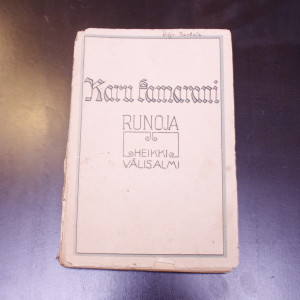 Karu kamarani
RUNOJA
HEIKKI
VÄLISALMI